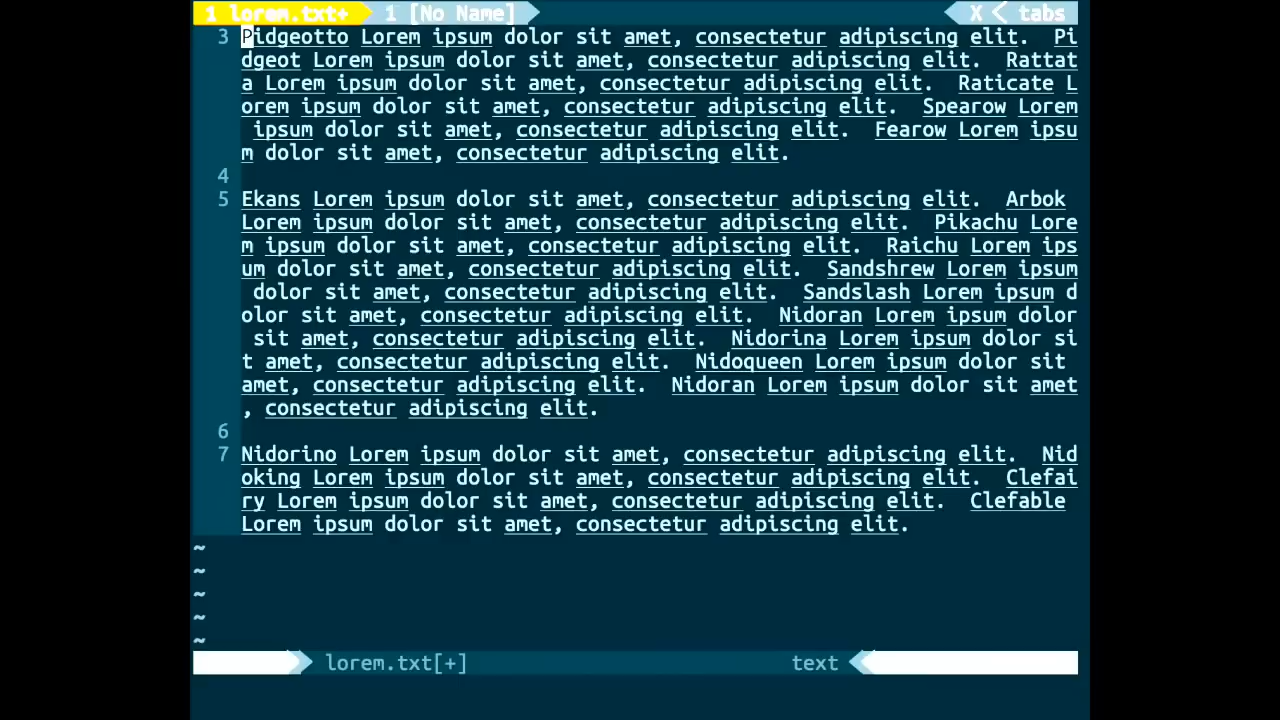 1 lorem.txt+ 1 [No Name] X tabs
3 Pidgeotto Lorem ipsum dolor sit amet, consectetur adipiscing elit.  Pi
dgeot Lorem ipsum dolor sit amet, consectetur adipiscing elit.  Rattat
a Lorem ipsum dolor sit amet, consectetur adipiscing elit.  Raticate L
orem ipsum dolor sit amet, consectetur adipiscing elit.  Spearow Lorem
ipsum dolor sit amet, consectetur adipiscing elit.  Fearow Lorem ipsu
m dolor sit amet, consectetur adipiscing elit.
4
5 Ekans Lorem ipsum dolor sit amet, consectetur adipiscing elit.  Arbok
Lorem ipsum dolor sit amet, consectetur adipiscing elit.  Pikachu Lore
m ipsum dolor sit amet, consectetur adipiscing elit.  Raichu Lorem ips
um dolor sit amet, consectetur adipiscing elit.  Sandshrew Lorem ipsum
dolor sit amet, consectetur adipiscing elit.  Sandslash Lorem ipsum d
olor sit amet, consectetur adipiscing elit.  Nidoran Lorem ipsum dolor
sit amet, consectetur adipiscing elit.  Nidorina Lorem ipsum dolor si
t amet, consectetur adipiscing elit.  Nidoqueen Lorem ipsum dolor sit
amet, consectetur adipiscing elit.  Nidoran Lorem ipsum dolor sit amet
, consectetur adipiscing elit.
6
7 Nidorino Lorem ipsum dolor sit amet, consectetur adipiscing elit.  Nid
oking Lorem ipsum dolor sit amet, consectetur adipiscing elit.  Clefai
ry Lorem ipsum dolor sit amet, consectetur adipiscing elit.  Clefable
Lorem ipsum dolor sit amet, consectetur adipiscing elit.
~
~
~
~
~
lorem.txt[+] text